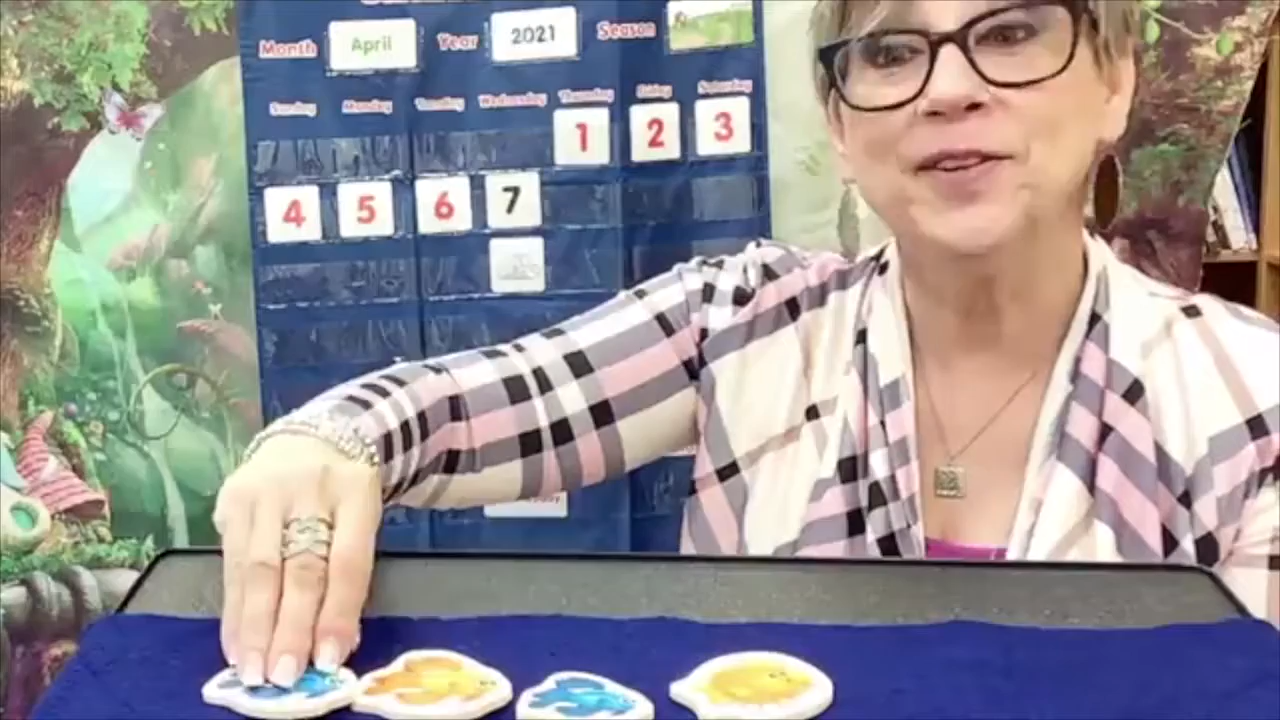 Month April Year 2021 Season
Sunday Monday Tuesday Wednesday Thursday Friday Saturday
1 2 3
4 5 6 7